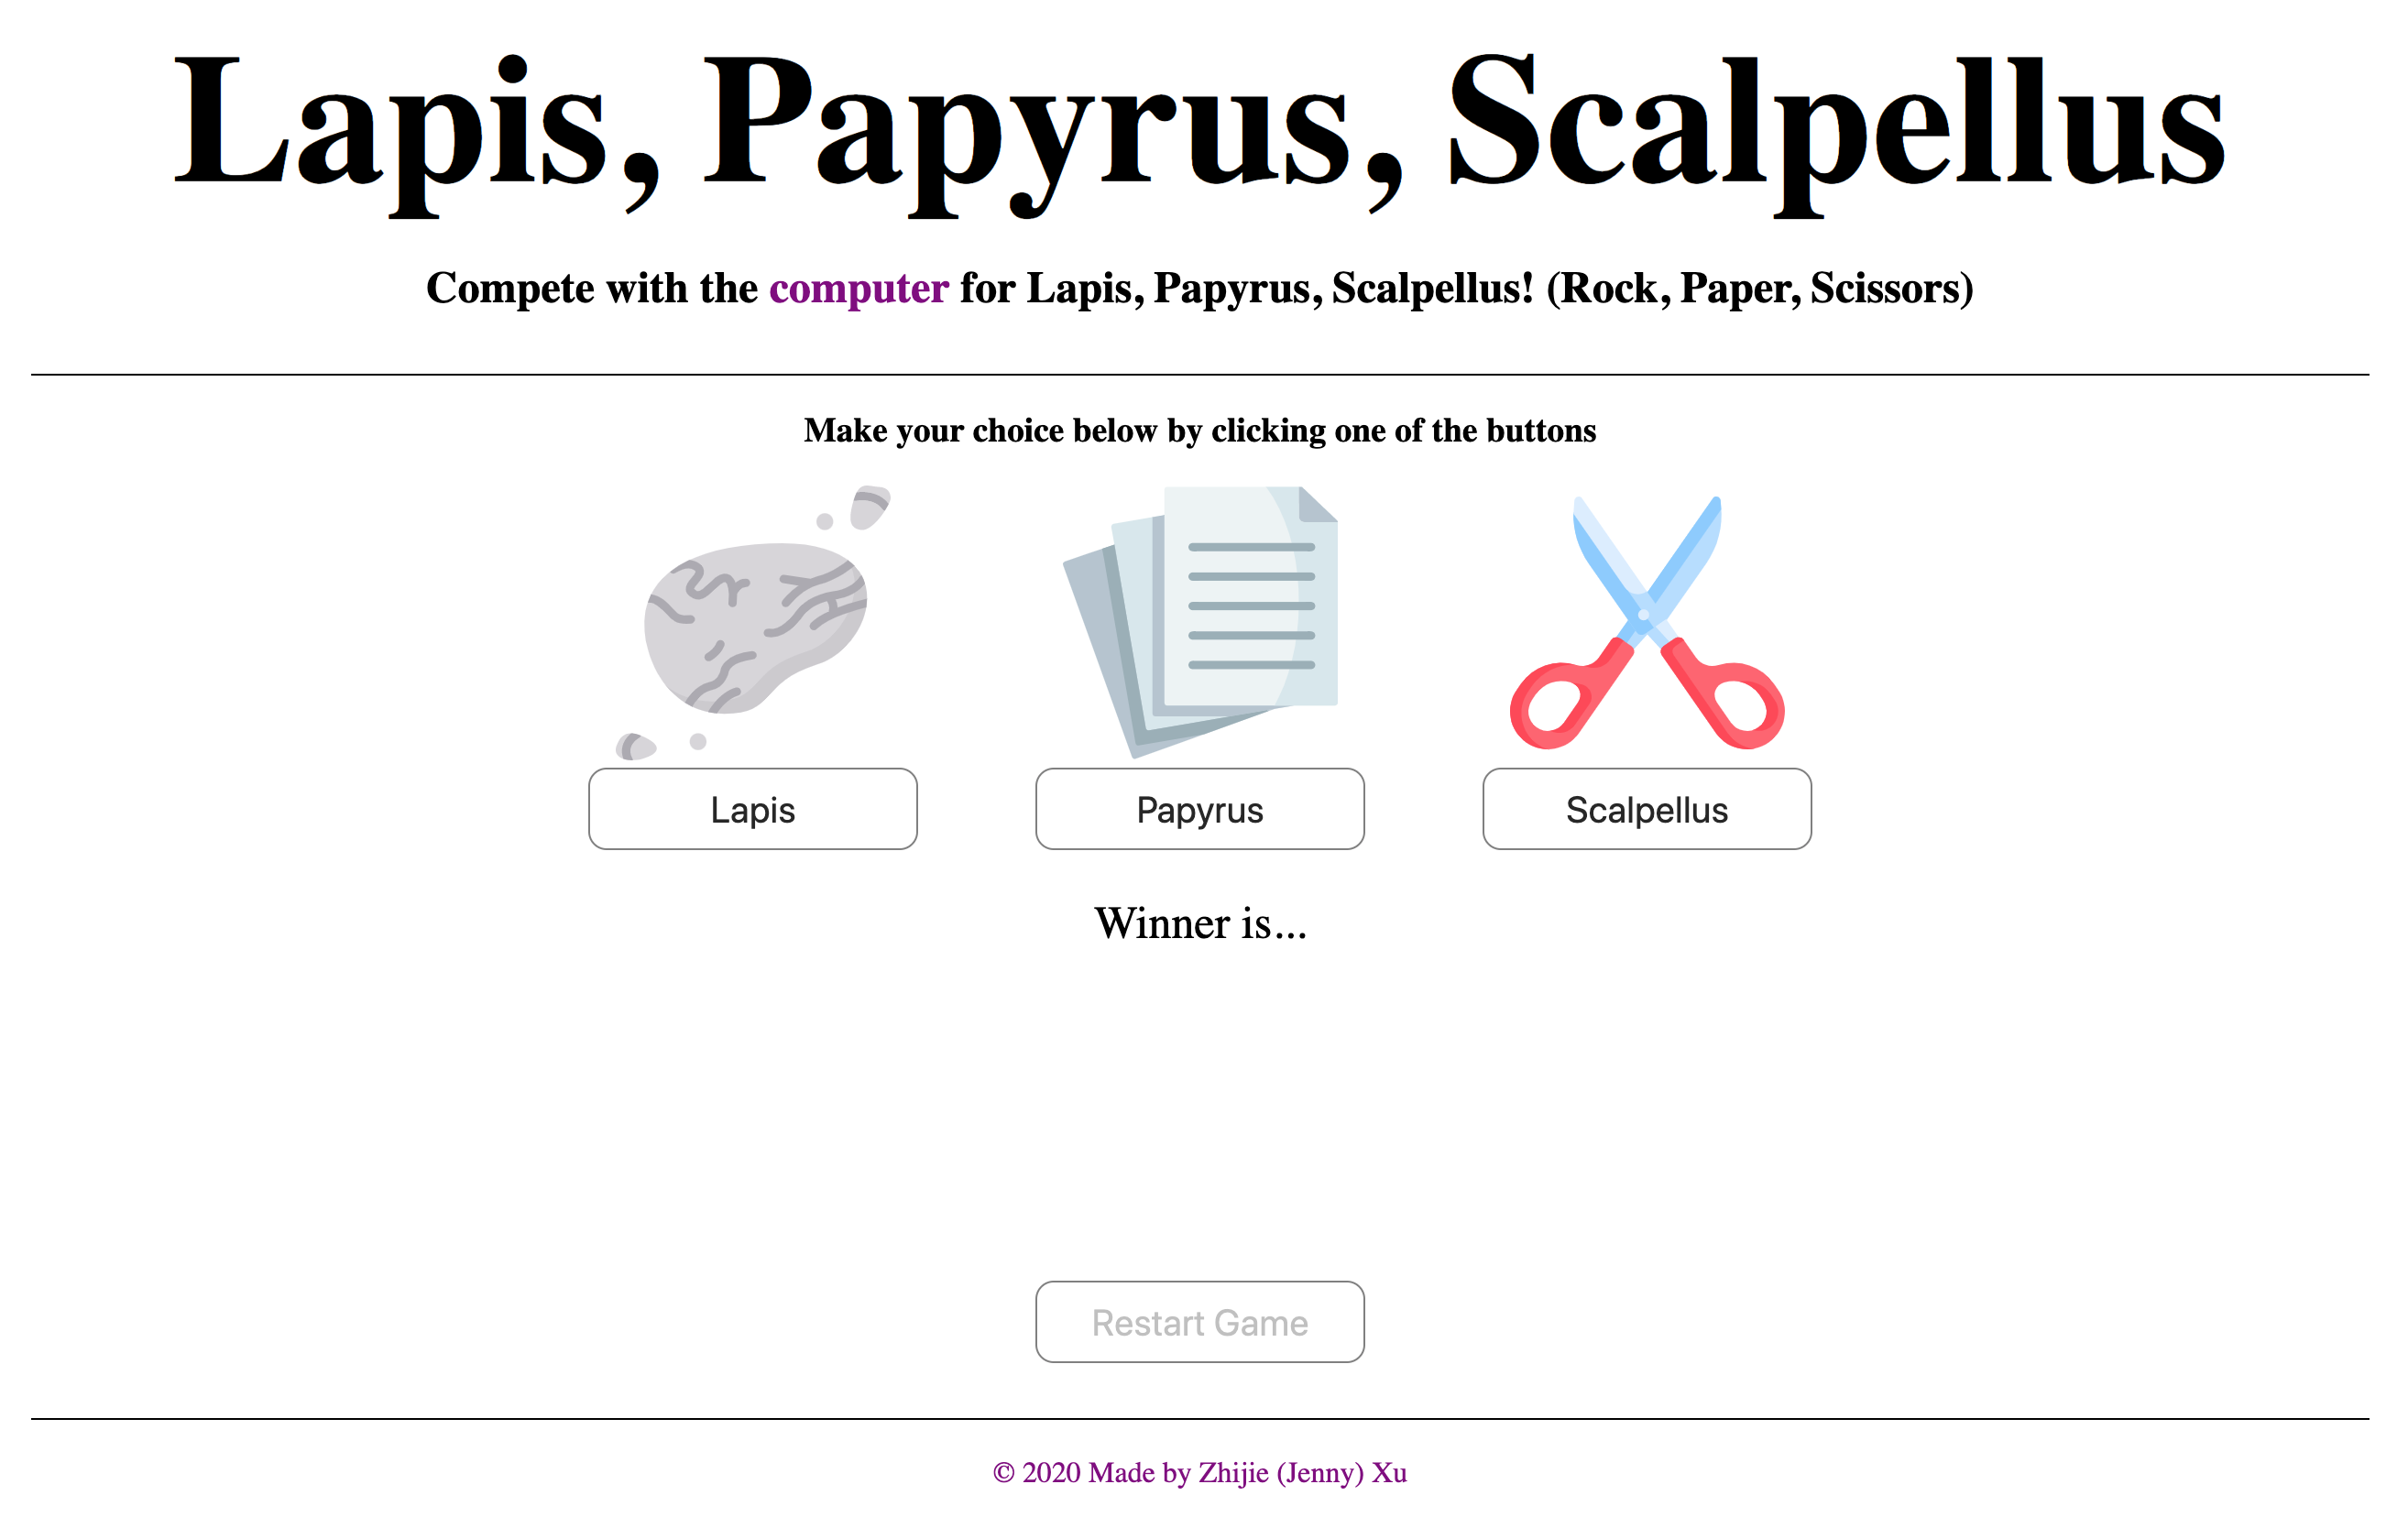 Lapis, Papyrus, Scalpellus
Compete with the computer for Lapis, Papyrus, Scalpellus! (Rock, Paper, Scissors)
Make your choice below by clicking one of the buttons
Lapis
Papyrus
Scalpellus
Winner is...
Restart Game
© 2020 Made by Zhijie (Jenny) Xu